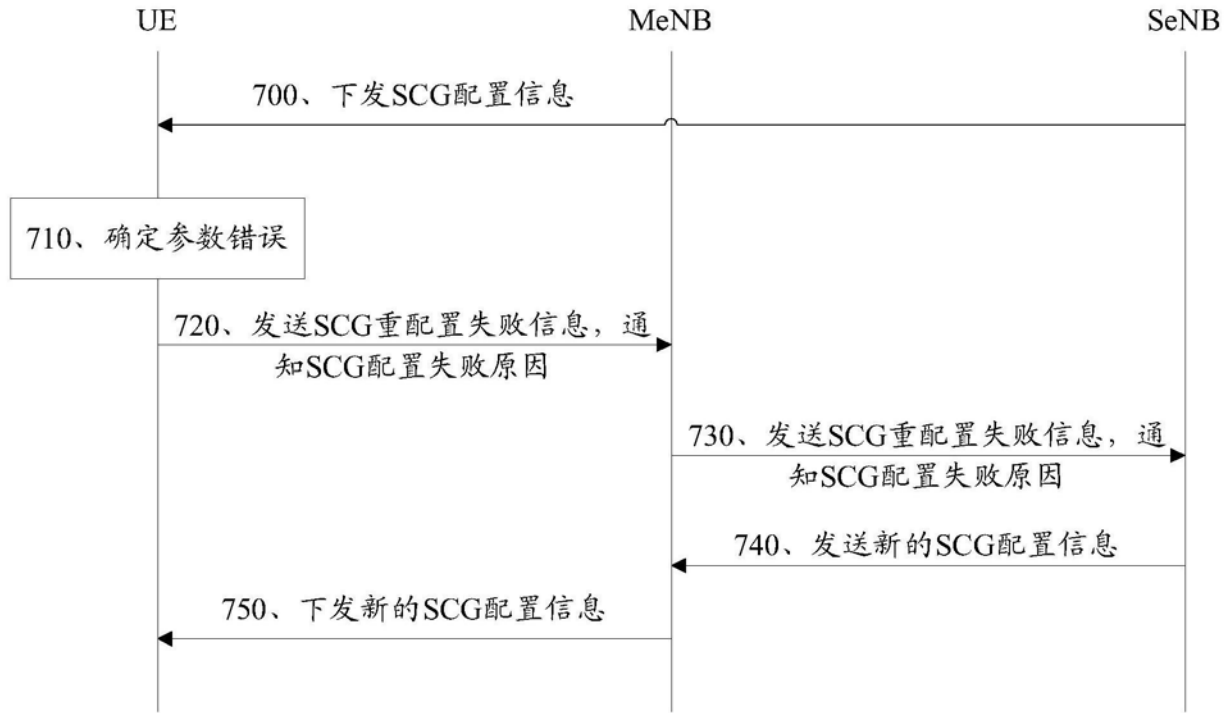 UE
MeNB
SeNB
700、下发SCG配置信息
710、确定参数错误
720、发送SCG重配置失败信息，通
知SCG配置失败原因
730、发送SCG重配置失败信息，通
知SCG配置失败原因
740、发送新的SCG配置信息
750、下发新的SCG配置信息